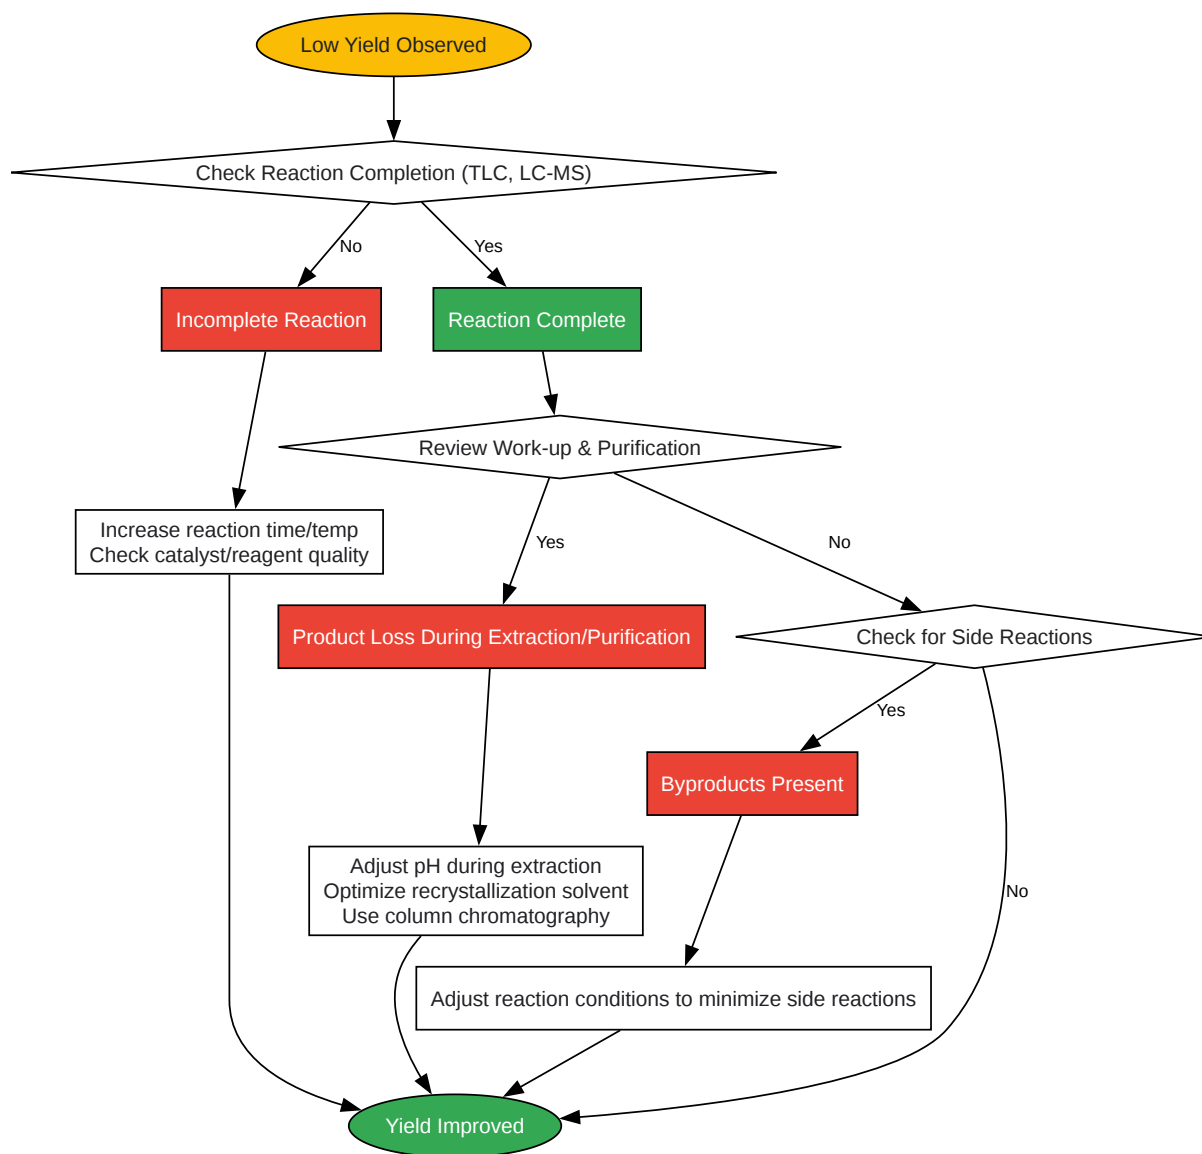 Low Yield Observed
Check Reaction Completion (TLC, LC-MS)
No
Yes
Incomplete Reaction
Reaction Complete
Review Work-up & Purification
Increase reaction time/temp
Check catalyst/reagent quality
Yes
No
Product Loss During Extraction/Purification
Check for Side Reactions
Yes
Byproducts Present
Adjust pH during extraction
Optimize recrystallization solvent
Use column chromatography
No
Adjust reaction conditions to minimize side reactions
Yield Improved